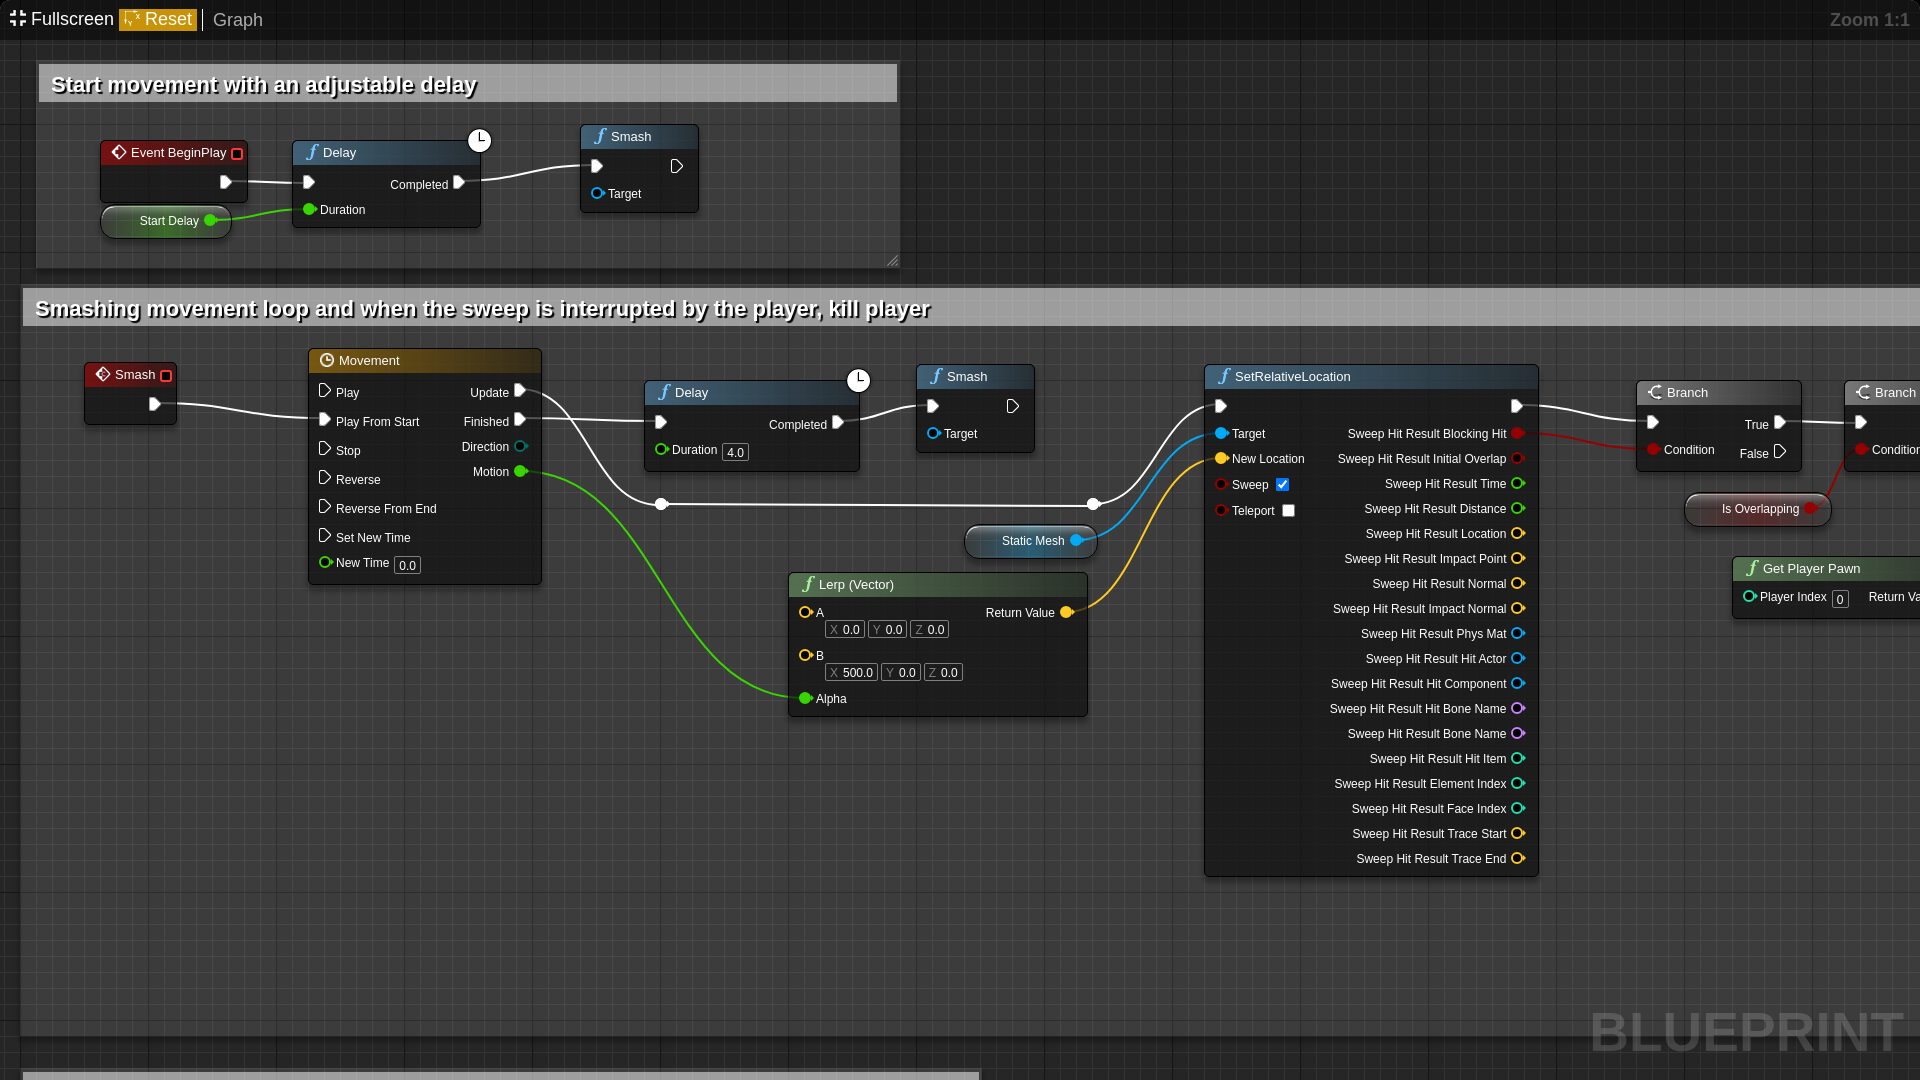 Fullscreen Reset Graph Zoom 1:1
Start movement with an adjustable delay
Event BeginPlay
Start Delay
Delay
Completed
Duration
Smash
Target
Smashing movement loop and when the sweep is interrupted by the player, kill player
Smash
Movement
Play Update
Play From Start Finished
Stop Direction
Reverse Motion
Reverse From End
Set New Time
New Time 0.0
Delay
Completed
Duration 4.0
Smash
Target
Static Mesh
Lerp (Vector)
A Return Value
X 0.0 Y 0.0 Z 0.0
B
X 500.0 Y 0.0 Z 0.0
Alpha
SetRelativeLocation
Target Sweep Hit Result Blocking Hit
New Location Sweep Hit Result Initial Overlap
Sweep Sweep Hit Result Time
Teleport Sweep Hit Result Distance
Sweep Hit Result Location
Sweep Hit Result Impact Point
Sweep Hit Result Normal
Sweep Hit Result Impact Normal
Sweep Hit Result Phys Mat
Sweep Hit Result Hit Actor
Sweep Hit Result Hit Component
Sweep Hit Result Hit Bone Name
Sweep Hit Result Bone Name
Sweep Hit Result Hit Item
Sweep Hit Result Element Index
Sweep Hit Result Face Index
Sweep Hit Result Trace Start
Sweep Hit Result Trace End
Branch
True
Condition False
Branch
Condition
Is Overlapping
Get Player Pawn
Player Index 0 Return Va
BLUEPRINT